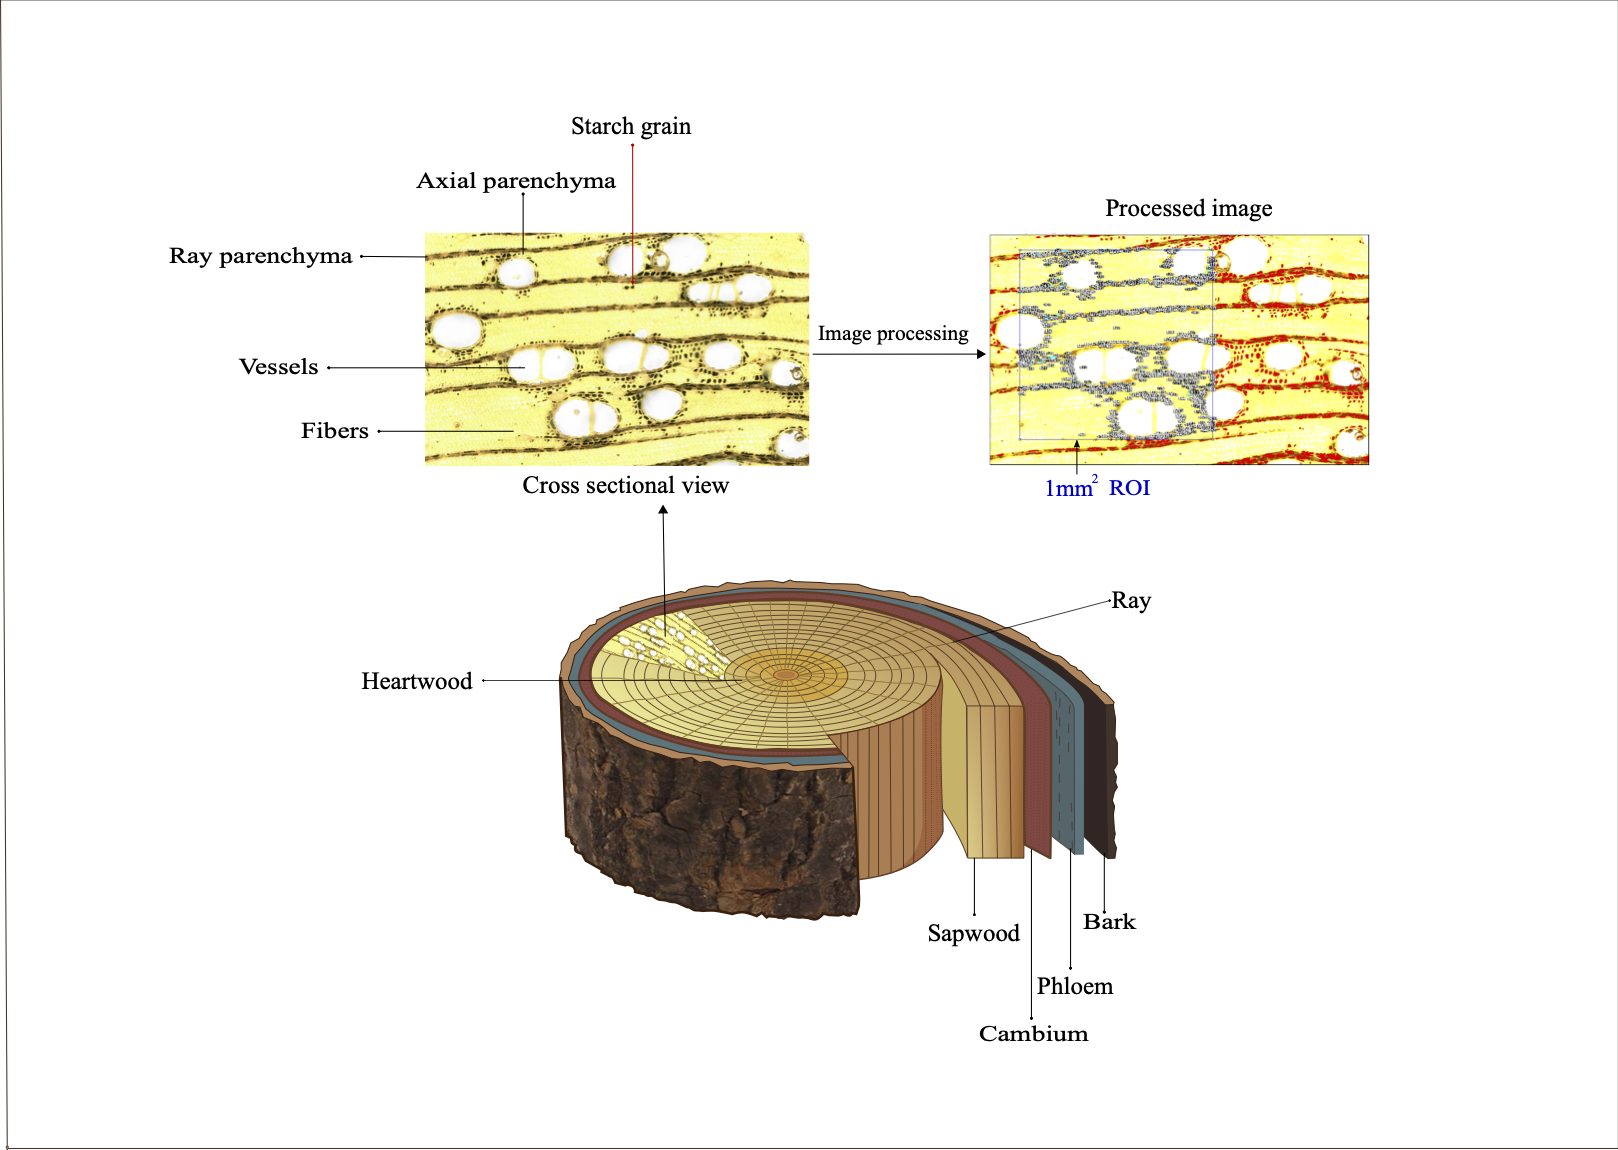 Starch grain
Axial parenchyma
Processed image
Ray parenchyma
Image processing
Vessels
Fibers
Cross sectional view
1mm² ROI
Ray
Heartwood
Bark
Sapwood
Phloem
Cambium